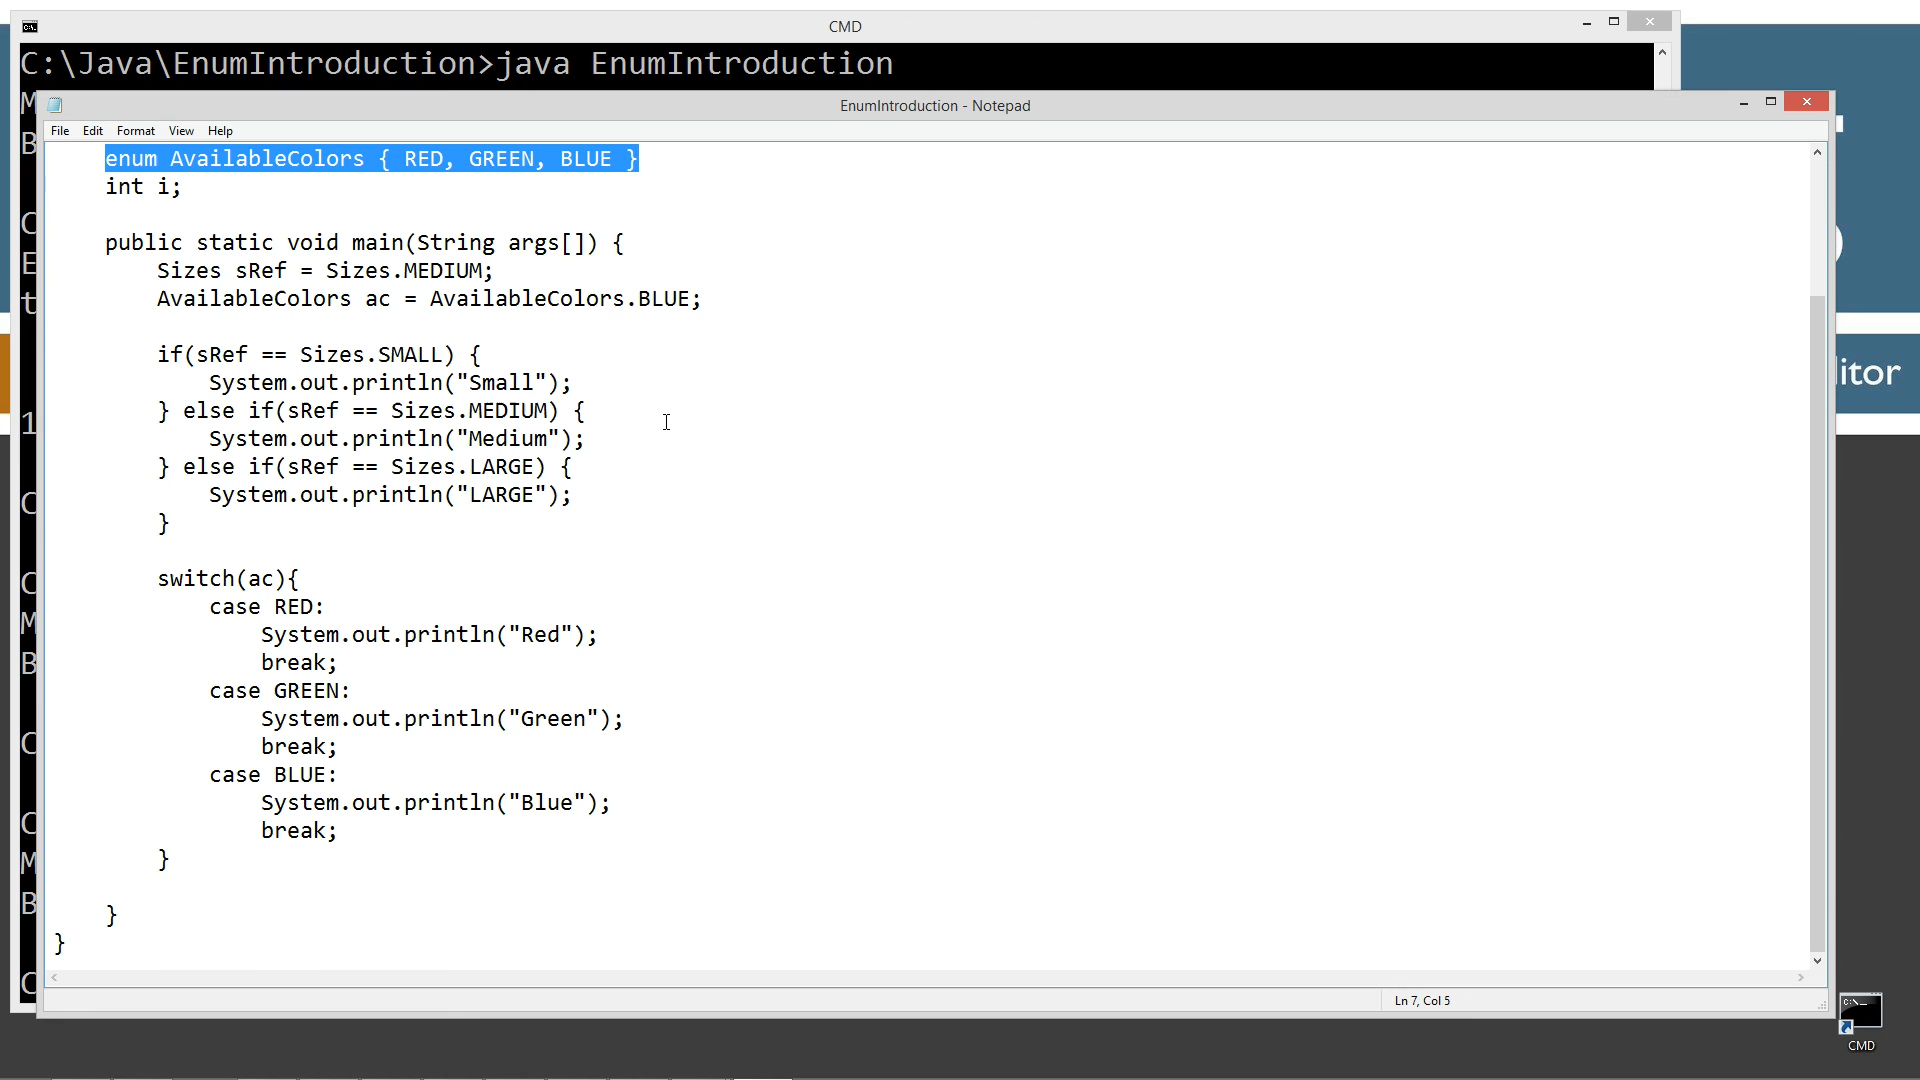 CMD
C:\Java\EnumIntroduction>java EnumIntroduction
EnumIntroduction - Notepad
File Edit Format View Help
enum AvailableColors { RED, GREEN, BLUE }
int i;
public static void main(String args[]) {
Sizes sRef = Sizes.MEDIUM;
AvailableColors ac = AvailableColors.BLUE;
if(sRef == Sizes.SMALL) {
System.out.println("Small");
} else if(sRef == Sizes.MEDIUM) {
System.out.println("Medium");
} else if(sRef == Sizes.LARGE) {
System.out.println("LARGE");
}
switch(ac){
case RED:
System.out.println("Red");
break;
case GREEN:
System.out.println("Green");
break;
case BLUE:
System.out.println("Blue");
break;
}
}
}
Ln 7, Col 5
CMD